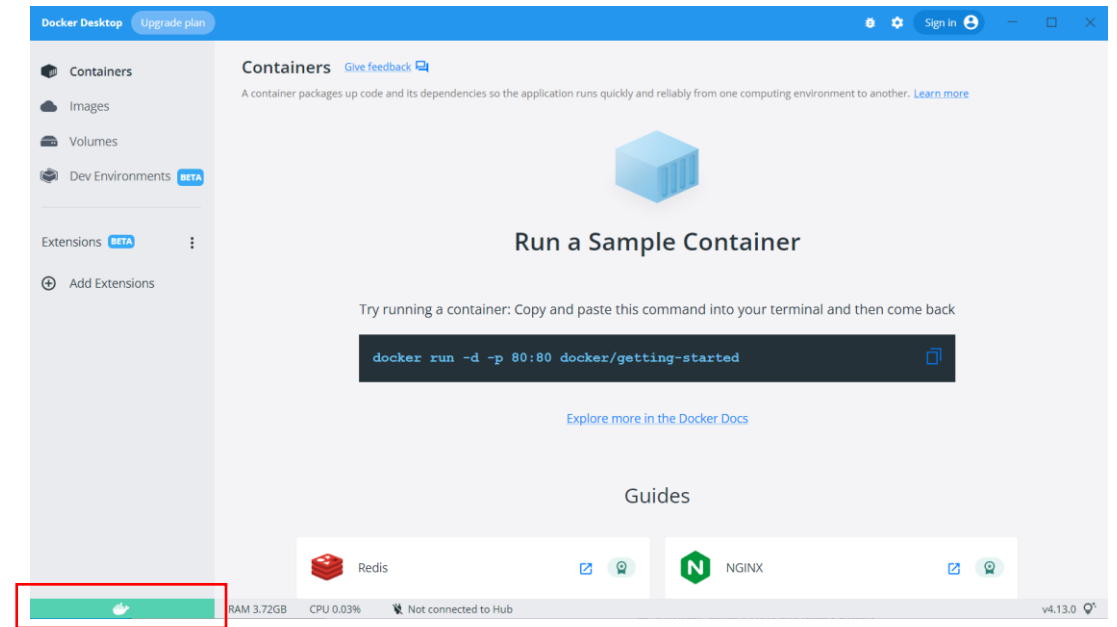 Docker Desktop Upgrade plan Sign in
Containers
Images
Volumes
Dev Environments BETA
Extensions BETA
Add Extensions
Containers Give feedback
A container packages up code and its dependencies so the application runs quickly and reliably from one computing environment to another. Learn more
Run a Sample Container
Try running a container: Copy and paste this command into your terminal and then come back
docker run -d -p 80:80 docker/getting-started
Explore more in the Docker Docs
Guides
Redis
N NGINX
RAM 3.72GB CPU 0.03% Not connected to Hub v4.13.0